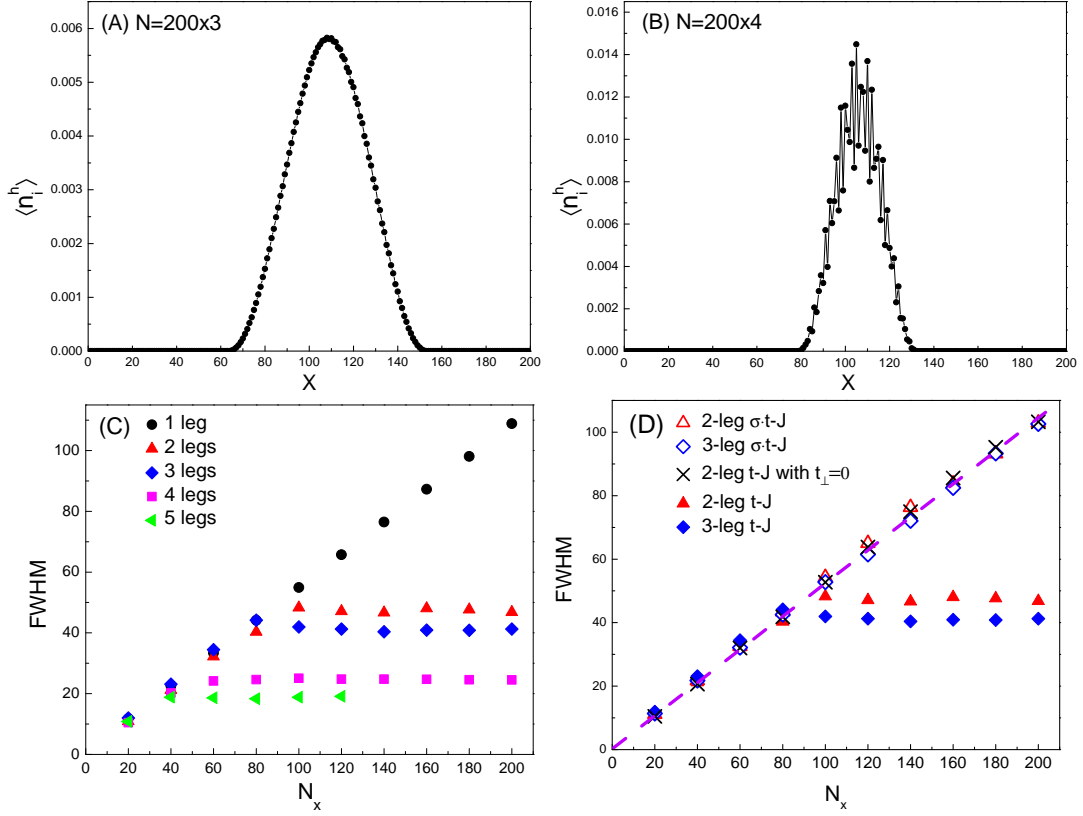 (A) N=200x3
0.006
0.005
0.004
0.003
0.002
0.001
0.000
⟨n_i^h⟩
0 20 40 60 80 100 120 140 160 180 200
X
(B) N=200x4
0.016
0.014
0.012
0.010
0.008
0.006
0.004
0.002
0.000
⟨n_i^h⟩
0 20 40 60 80 100 120 140 160 180 200
X
(C)
1 leg
2 legs
3 legs
4 legs
5 legs
100
80
60
40
20
0
FWHM
0 20 40 60 80 100 120 140 160 180 200
N_x
(D)
2-leg σ·t-J
3-leg σ·t-J
2-leg t-J with t_⊥=0
2-leg t-J
3-leg t-J
100
80
60
40
20
0
FWHM
0 20 40 60 80 100 120 140 160 180 200
N_x